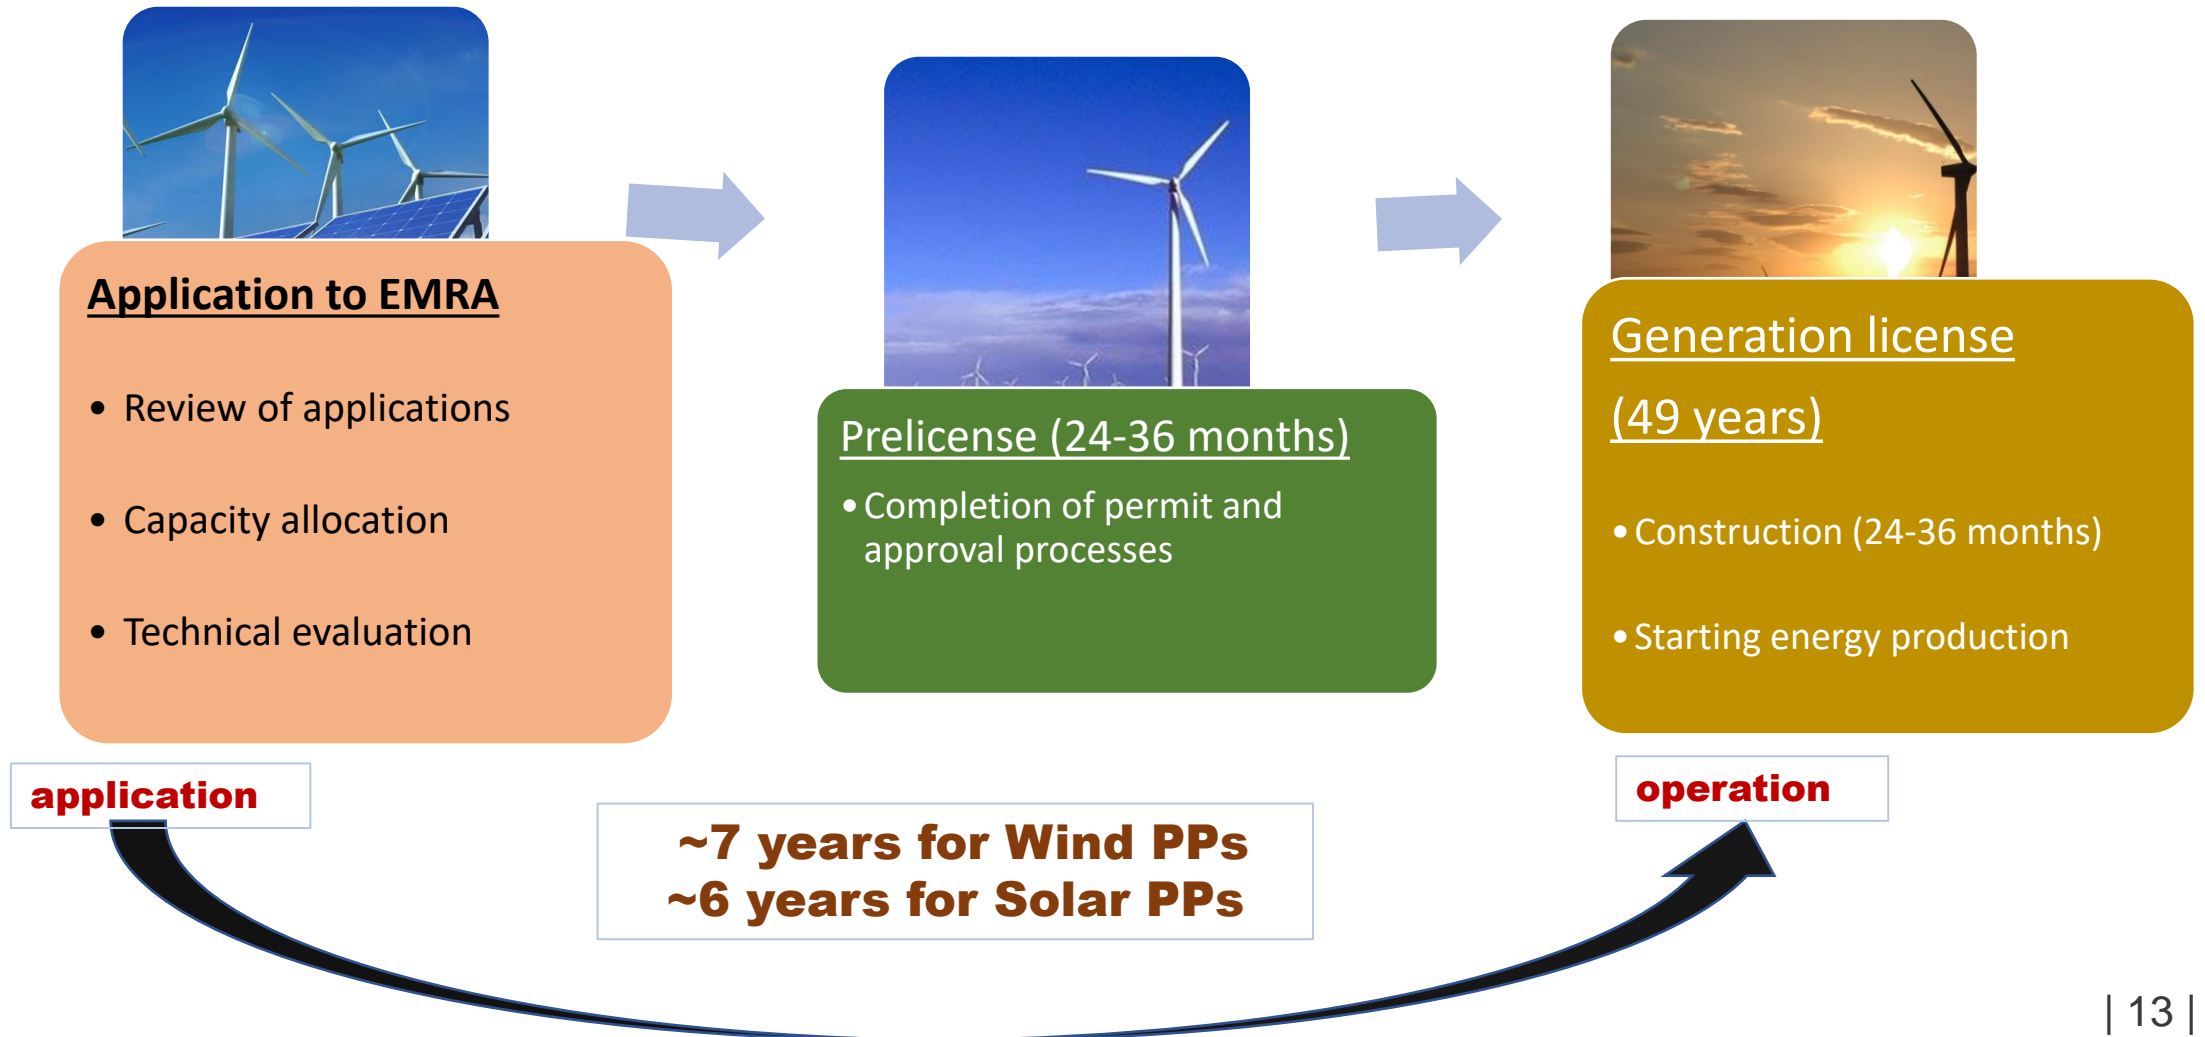 Application to EMRA
• Review of applications
• Capacity allocation
• Technical evaluation
Prelicense (24-36 months)
• Completion of permit and
approval processes
Generation license
(49 years)
• Construction (24-36 months)
• Starting energy production
application
operation
~7 years for Wind PPs
~6 years for Solar PPs
| 13 |